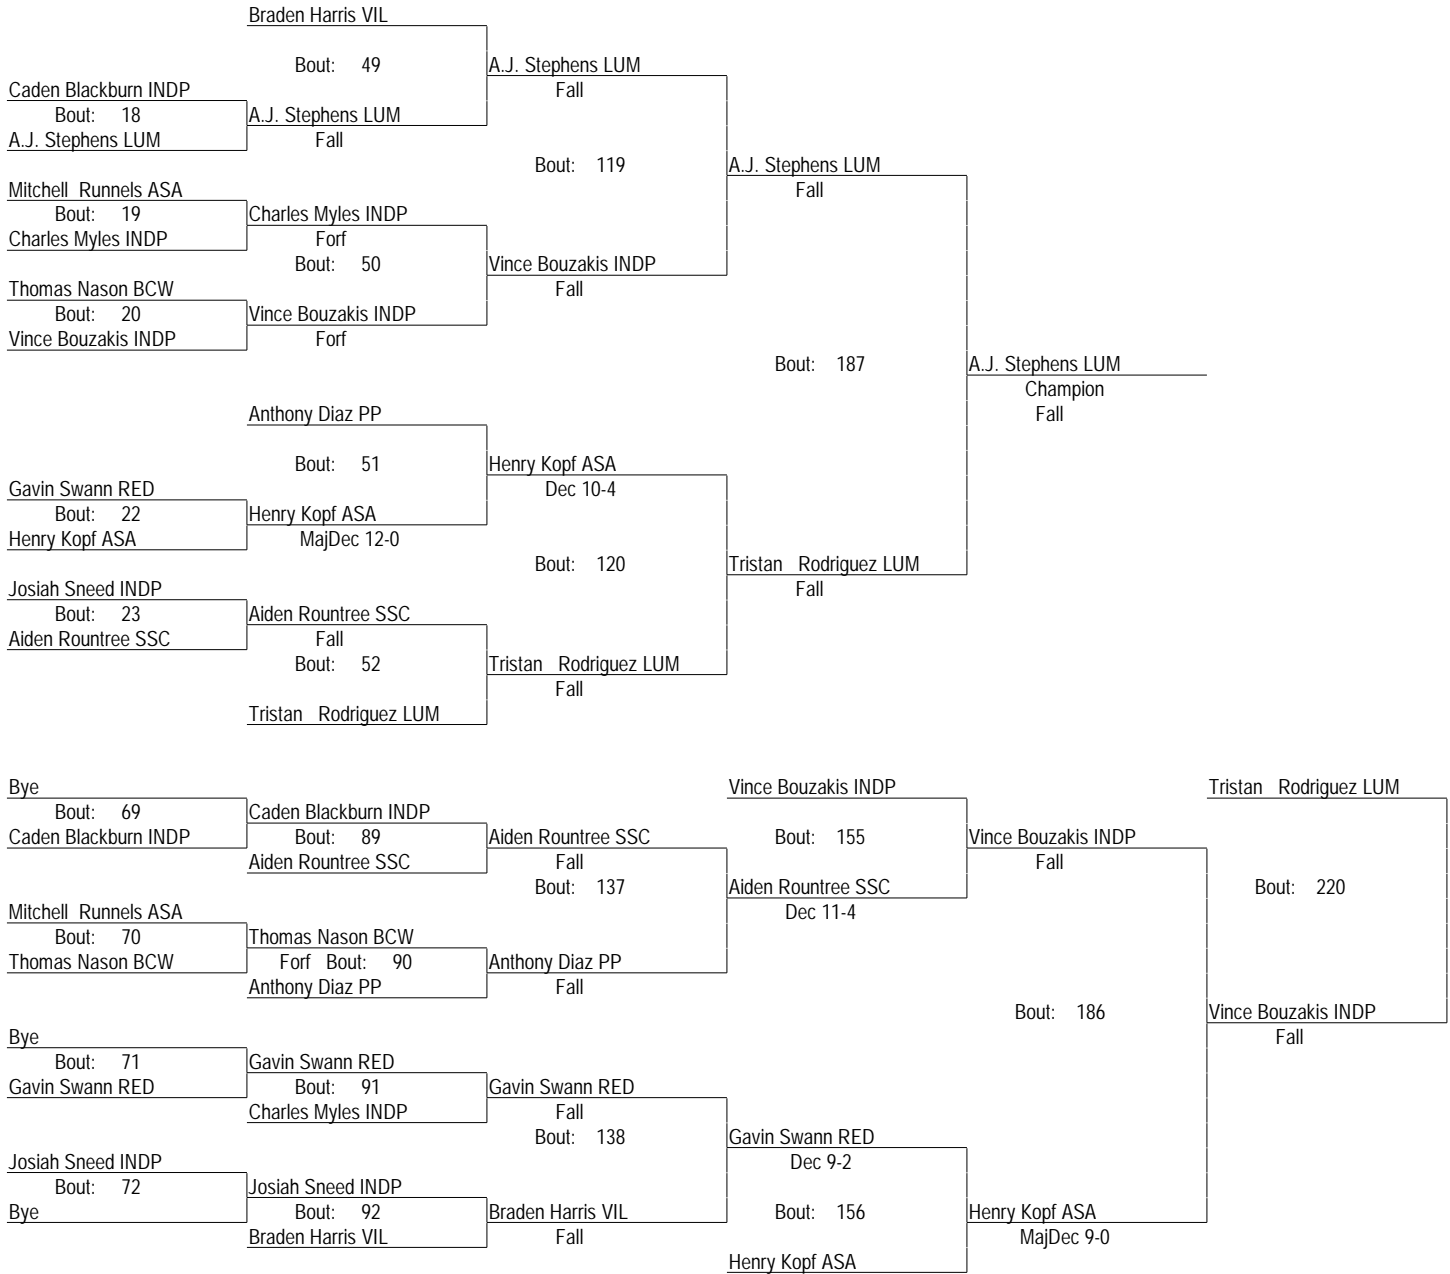 Braden Harris VIL
Bout: 49
A.J. Stephens LUM
Caden Blackburn INDP
Fall
Bout: 18
A.J. Stephens LUM
A.J. Stephens LUM
Fall
Bout: 119
A.J. Stephens LUM
Mitchell Runnels ASA
Fall
Bout: 19
Charles Myles INDP
Charles Myles INDP
Forf
Bout: 50
Vince Bouzakis INDP
Thomas Nason BCW
Fall
Bout: 20
Vince Bouzakis INDP
Vince Bouzakis INDP
Forf
Bout: 187
A.J. Stephens LUM
Champion
Fall
Anthony Diaz PP
Bout: 51
Henry Kopf ASA
Gavin Swann RED
Dec 10-4
Bout: 22
Henry Kopf ASA
Henry Kopf ASA
MajDec 12-0
Bout: 120
Tristan Rodriguez LUM
Josiah Sneed INDP
Fall
Bout: 23
Aiden Rountree SSC
Aiden Rountree SSC
Fall
Bout: 52
Tristan Rodriguez LUM
Fall
Tristan Rodriguez LUM
Bye
Vince Bouzakis INDP
Tristan Rodriguez LUM
Bout: 69
Caden Blackburn INDP
Caden Blackburn INDP
Bout: 89
Aiden Rountree SSC
Bout: 155
Vince Bouzakis INDP
Aiden Rountree SSC
Fall
Fall
Bout: 137
Aiden Rountree SSC
Bout: 220
Mitchell Runnels ASA
Dec 11-4
Bout: 70
Thomas Nason BCW
Thomas Nason BCW
Forf Bout: 90
Anthony Diaz PP
Anthony Diaz PP
Fall
Bout: 186
Vince Bouzakis INDP
Bye
Fall
Bout: 71
Gavin Swann RED
Gavin Swann RED
Bout: 91
Gavin Swann RED
Charles Myles INDP
Fall
Bout: 138
Gavin Swann RED
Josiah Sneed INDP
Dec 9-2
Bout: 72
Josiah Sneed INDP
Bye
Bout: 92
Braden Harris VIL
Bout: 156
Henry Kopf ASA
Braden Harris VIL
Fall
MajDec 9-0
Henry Kopf ASA